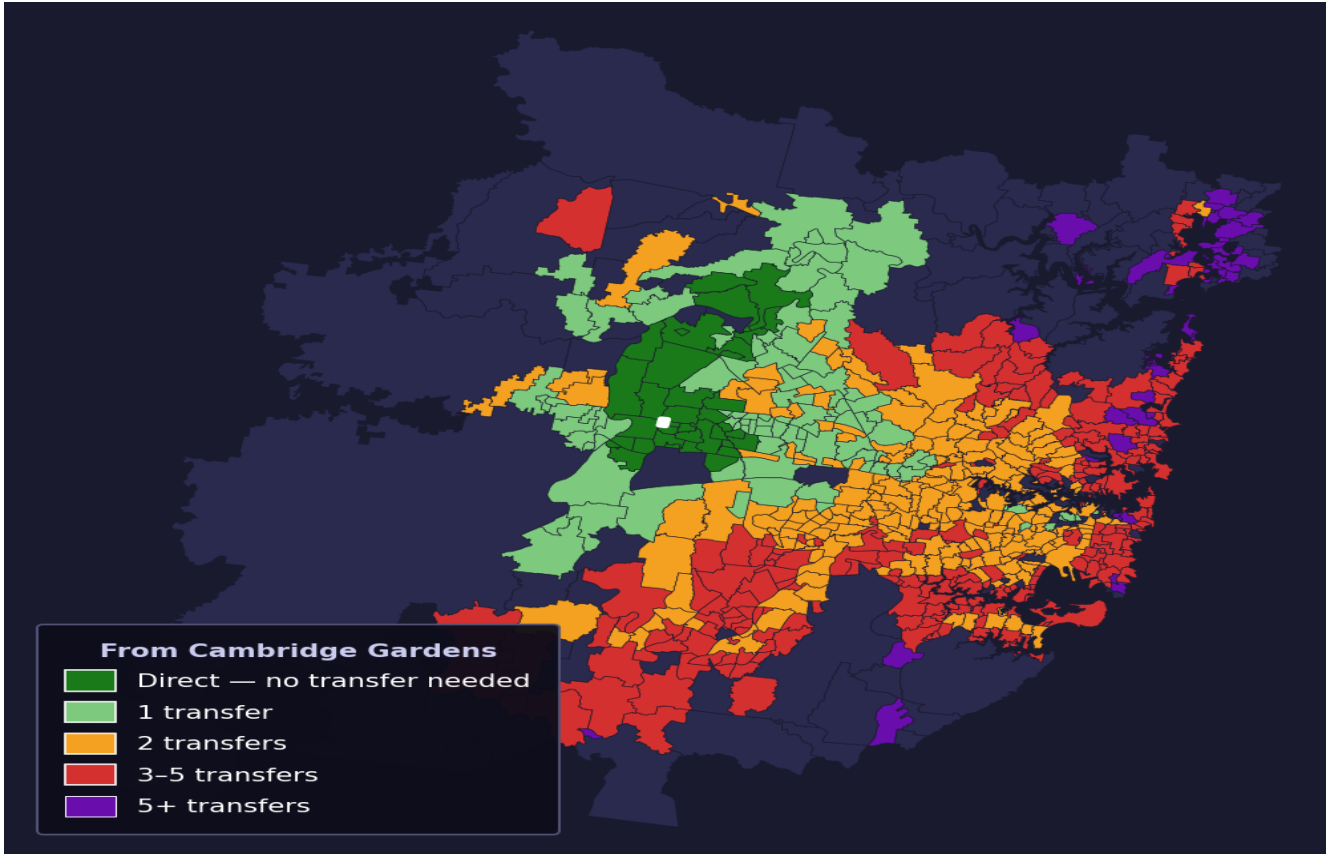 From Cambridge Gardens
Direct — no transfer needed
1 transfer
2 transfers
3–5 transfers
5+ transfers